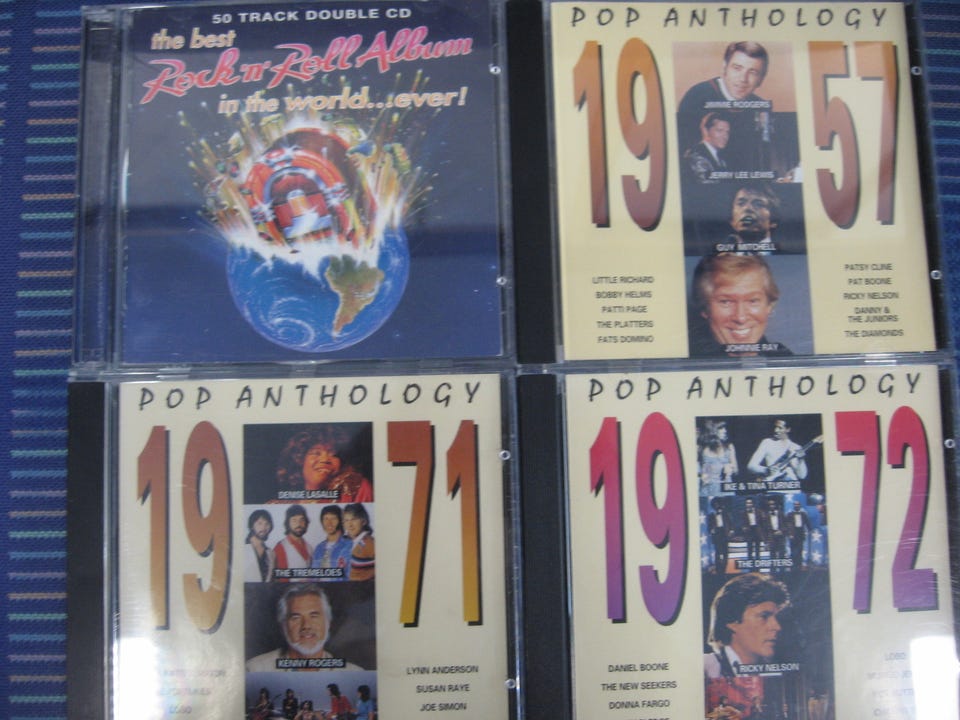 50 TRACK DOUBLE CD
the best
Rock 'n' Roll Album
in the world...ever!
POP ANTHOLOGY
19 57
JIMMIE RODGERS
JERRY LEE LEWIS
GUY MITCHELL
JOHNNIE RAY
LITTLE RICHARD
BOBBY HELMS
PATTI PAGE
THE PLATTERS
FATS DOMINO
PATSY CLINE
PAT BOONE
RICKY NELSON
DANNY &
THE JUNIORS
THE DIAMONDS
POP ANTHOLOGY
19 71
DENISE LASALLE
THE TREMELOES
KENNY ROGERS
LOBO
LYNN ANDERSON
SUSAN RAYE
JOE SIMON
POP ANTHOLOGY
19 72
IKE & TINA TURNER
THE DRIFTERS
RICKY NELSON
DANIEL BOONE
THE NEW SEEKERS
DONNA FARGO
LOBO